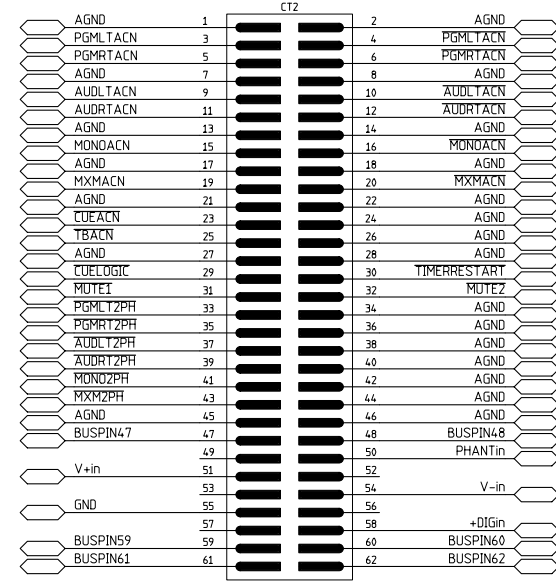 CT2
AGND 1 2 AGND
PGMLTACN 3 4 PGMLTACN
PGMRTACN 5 6 PGMRTACN
AGND 7 8 AGND
AUDLTACN 9 10 AUDLTACN
AUDRTACN 11 12 AUDRTACN
AGND 13 14 AGND
MONOACN 15 16 MONOACN
AGND 17 18 AGND
MXMACN 19 20 MXMACN
AGND 21 22 AGND
CUEACN 23 24 AGND
TBACN 25 26 AGND
AGND 27 28 AGND
CUELOGIC 29 30 TIMERRESTART
MUTE1 31 32 MUTE2
PGMLT2PH 33 34 AGND
PGMRT2PH 35 36 AGND
AUDLT2PH 37 38 AGND
AUDRT2PH 39 40 AGND
MONO2PH 41 42 AGND
MXM2PH 43 44 AGND
AGND 45 46 AGND
BUSPIN47 47 48 BUSPIN48
49 50 PHANTin
V+in 51 52
53 54 V-in
GND 55 56
57 58 +DIGin
BUSPIN59 59 60 BUSPIN60
BUSPIN61 61 62 BUSPIN62